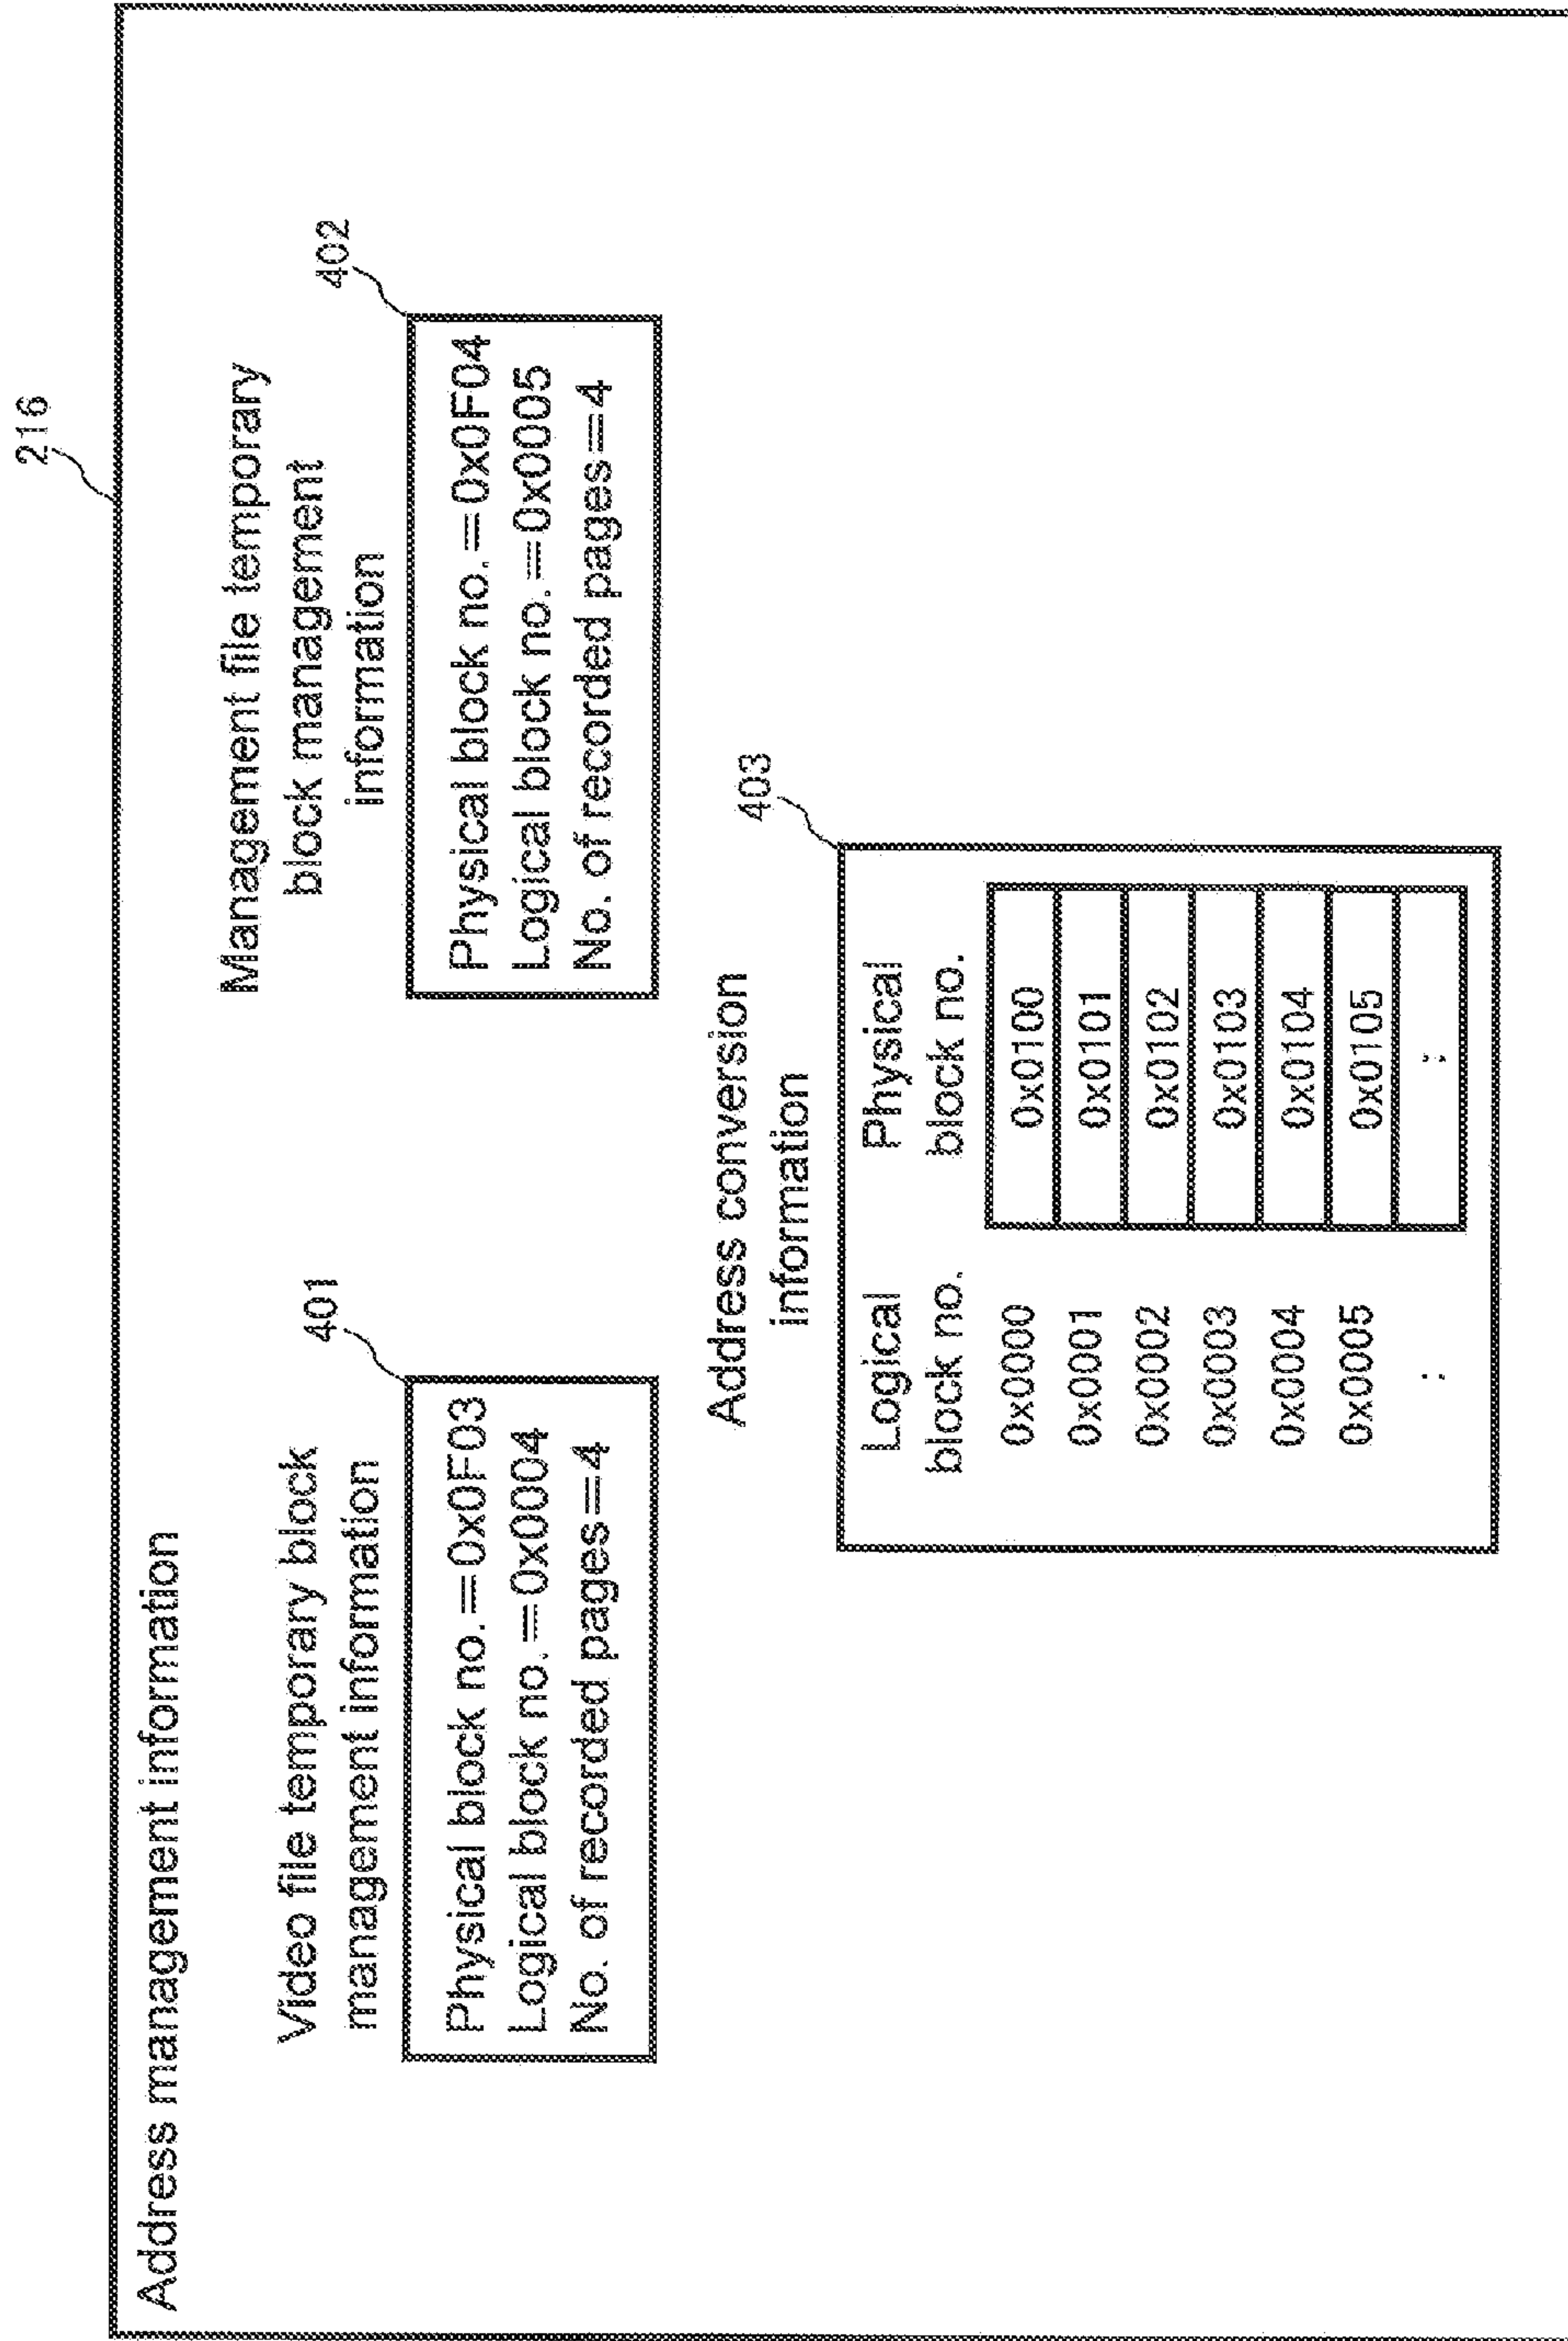 216
Address management information
Video file temporary block
management information
401
Physical block no.=0x0F03
Logical block no.=0x0004
No. of recorded pages=4
Management file temporary
block management
information
402
Physical block no.=0x0F04
Logical block no.=0x0005
No. of recorded pages=4
Address conversion
information
403
Logical Physical
block no. block no.
0x0000 0x0100
0x0001 0x0101
0x0002 0x0102
0x0003 0x0103
0x0004 0x0104
0x0005 0x0105
: :